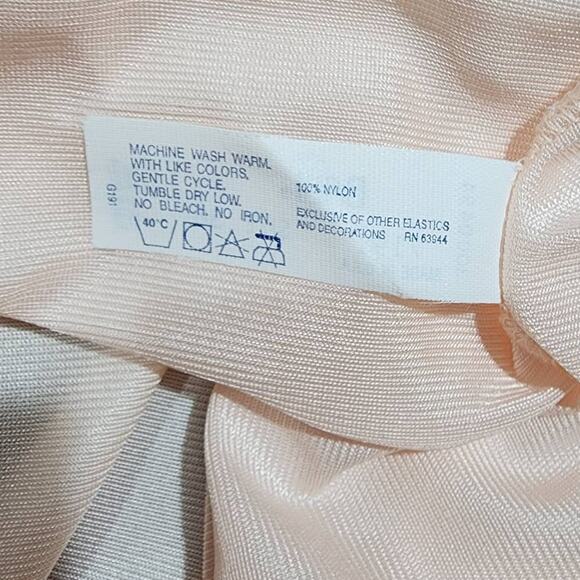 MACHINE WASH WARM.
WITH LIKE COLORS.
GENTLE CYCLE.
TUMBLE DRY LOW.
NO BLEACH. NO IRON.
40°C
100% NYLON
EXCLUSIVE OF OTHER ELASTICS
AND DECORATIONS RN 63944